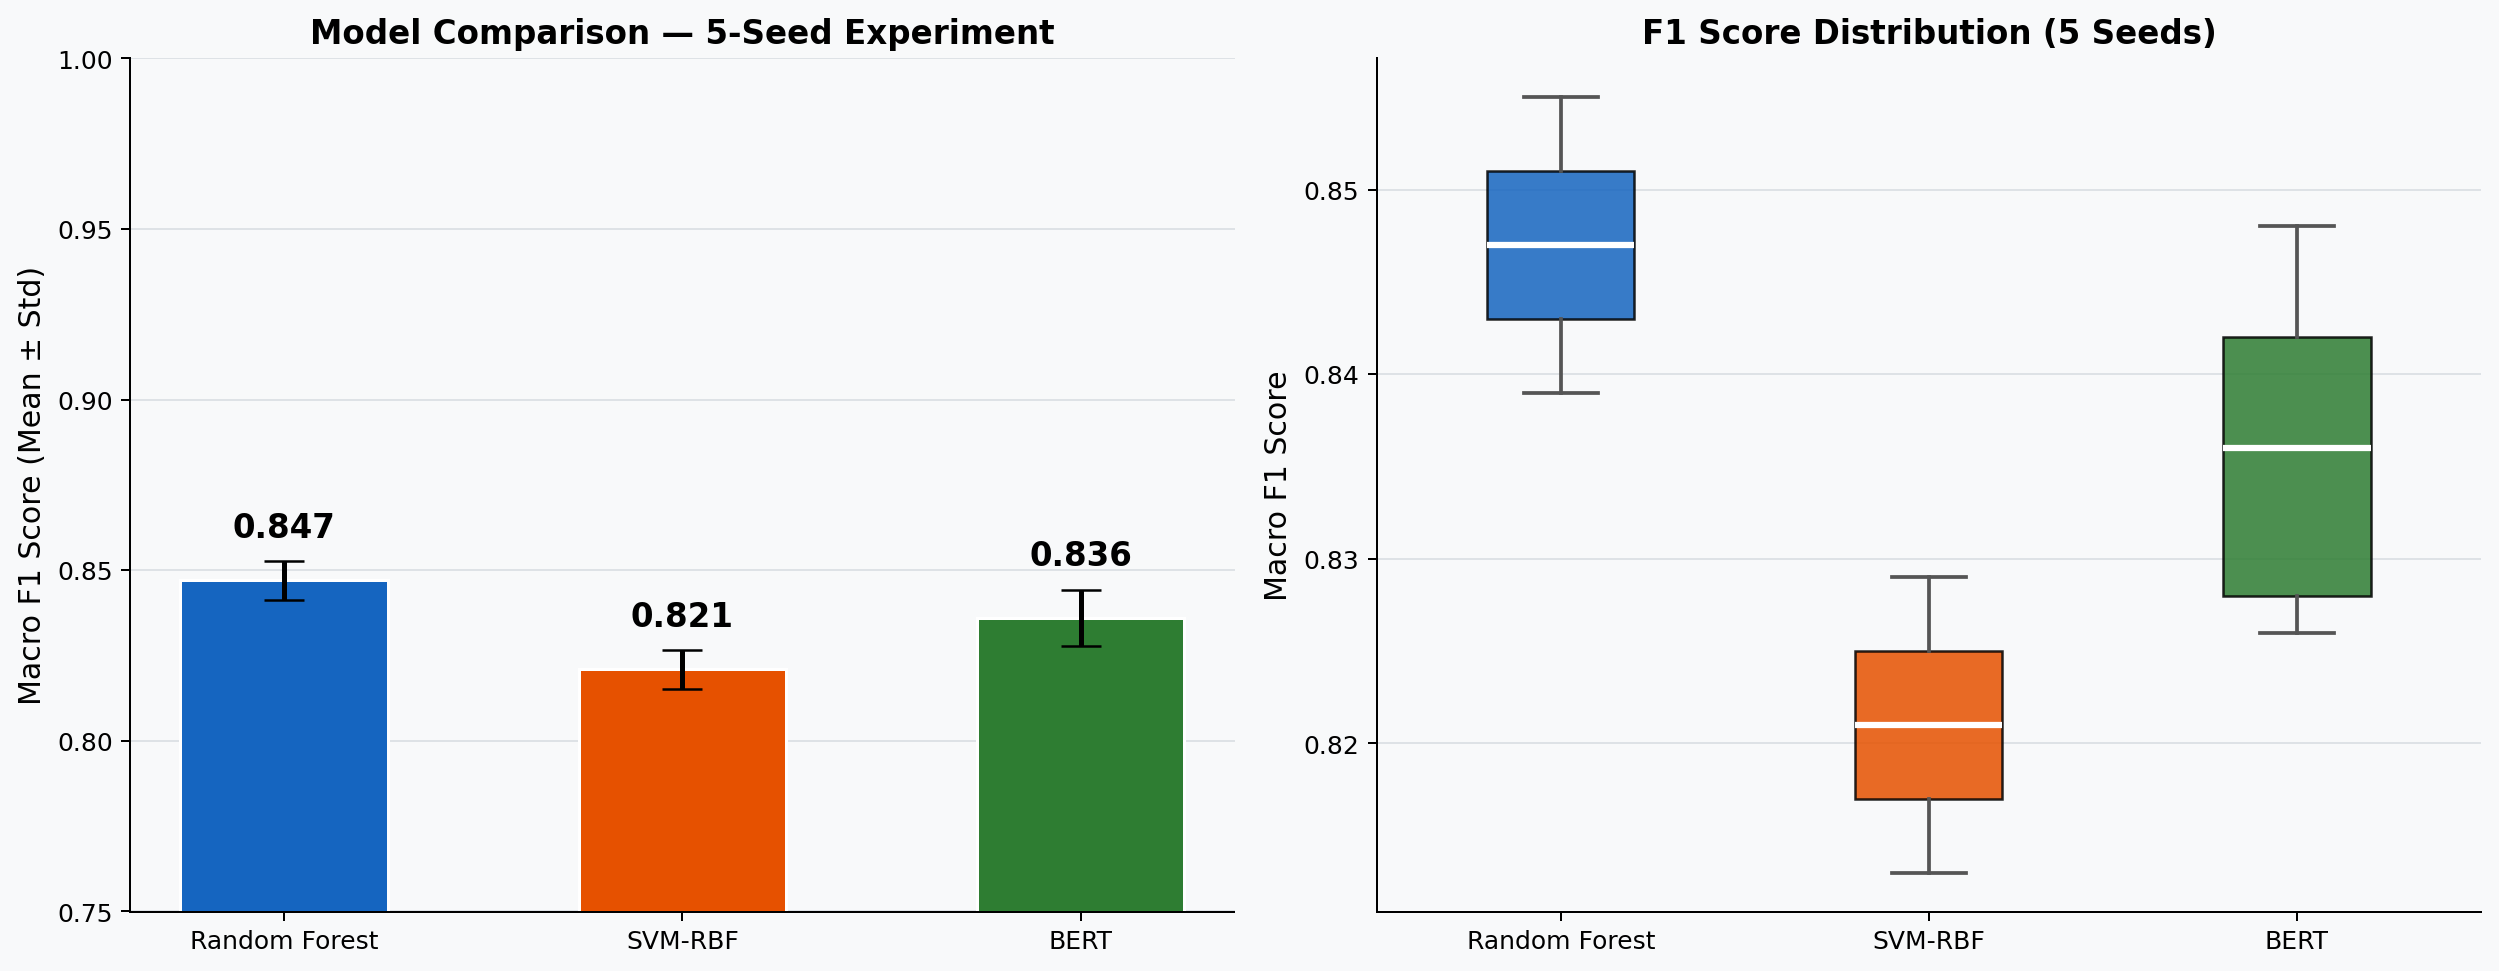 Model Comparison — 5-Seed Experiment
Macro F1 Score (Mean ± Std)
1.00
0.95
0.90
0.85
0.80
0.75
0.847
0.821
0.836
Random Forest
SVM-RBF
BERT
F1 Score Distribution (5 Seeds)
Macro F1 Score
0.85
0.84
0.83
0.82
Random Forest
SVM-RBF
BERT